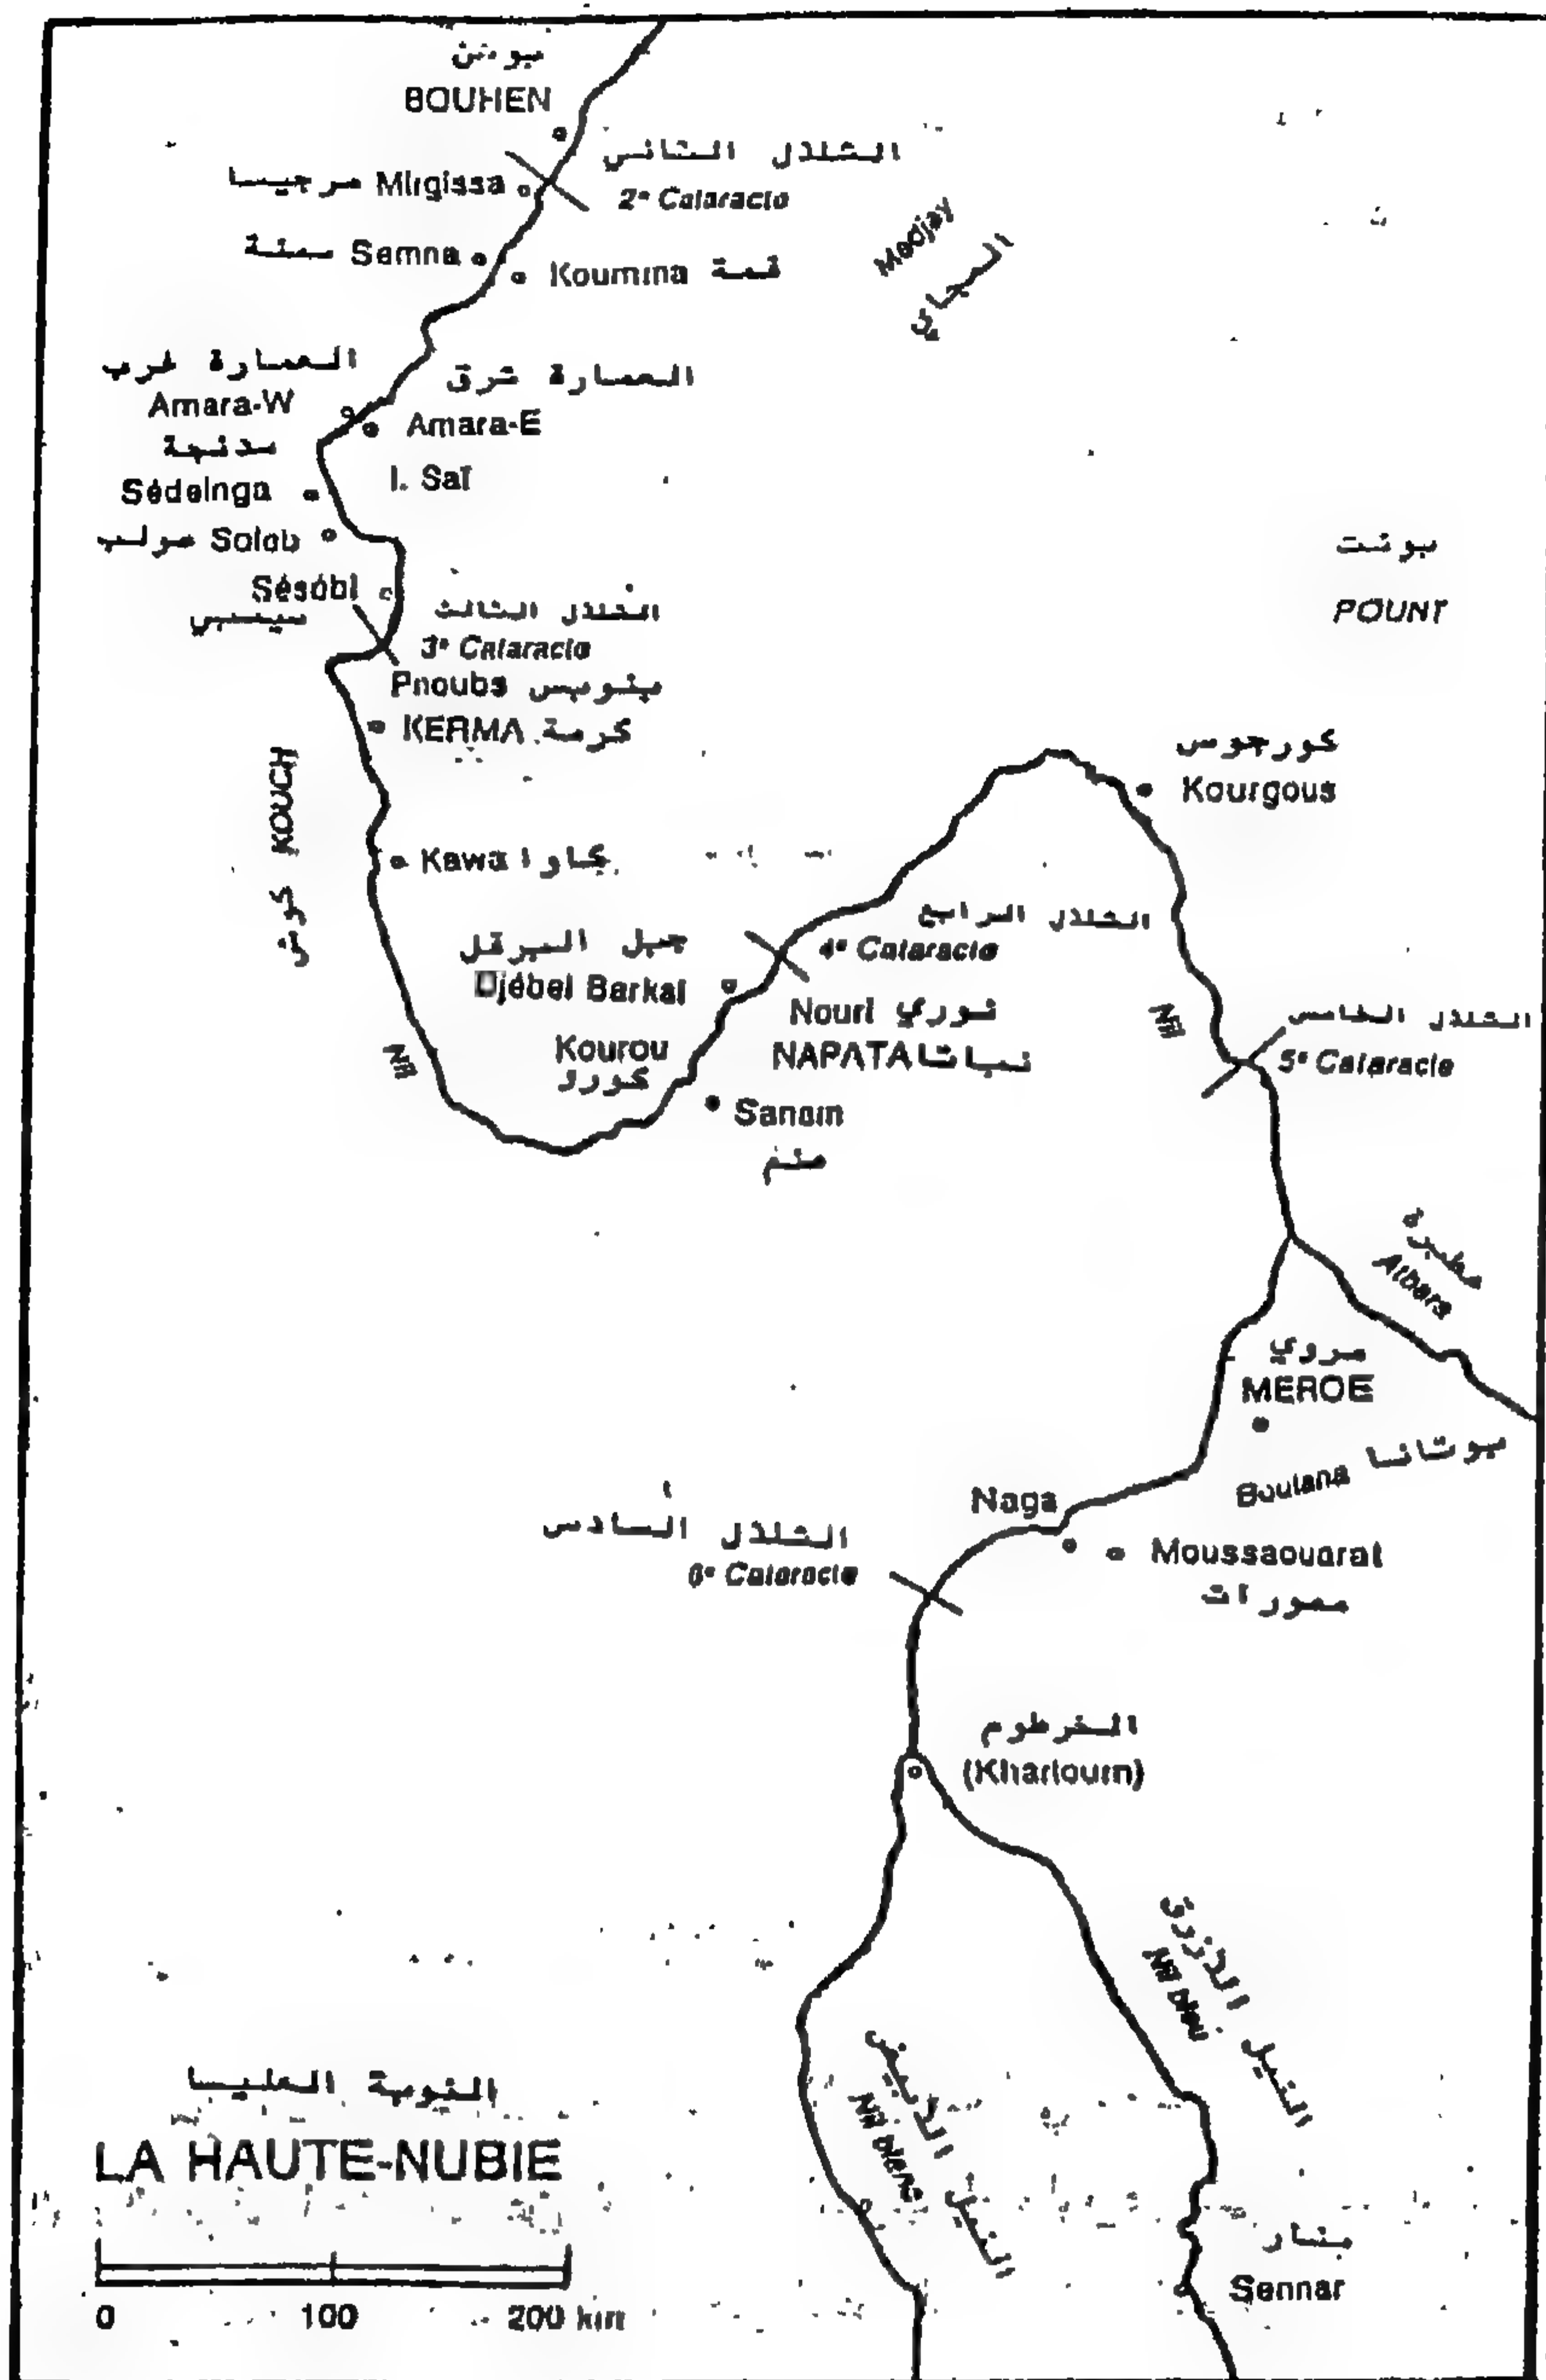 بوهن
BOUHEN
الشلال الثاني
2e Cataracte
مرجيسا Mirgissa
سمنة Semna
Koumma قمة
Medjay
المجاي
العمارة غرب
Amara-W
العمارة شرق
Amara-E
سدنجة
Sédeinga
I. Saï
صولب Soleb
Sésébi
سيسبي
بونت
POUNT
الشلال الثالث
3e Cataracte
Pnoubs بنوبس
KERMA كرمة
كورجوس
Kourgous
KOUCH كوش
Kawa كاوا
الشلال الرابع
4e Cataracte
جبل البرقل
Djébel Barkal
Nouri نوري
NAPATA نباتا
Nil
Nil
الشلال الخامس
5e Cataracte
Kourou
كورو
Sanam
صنم
عطبرة
Atbara
مروي
MEROE
Boutana بوتانا
Naga
Moussaouarat
مصورات
الشلال السادس
6e Cataracte
الخرطوم
(Khartoum)
النيل الأزرق
Nil bleu
النيل الأبيض
Nil blanc
النوبة العليا
LA HAUTE-NUBIE
سنار
Sennar
0 100 200 km